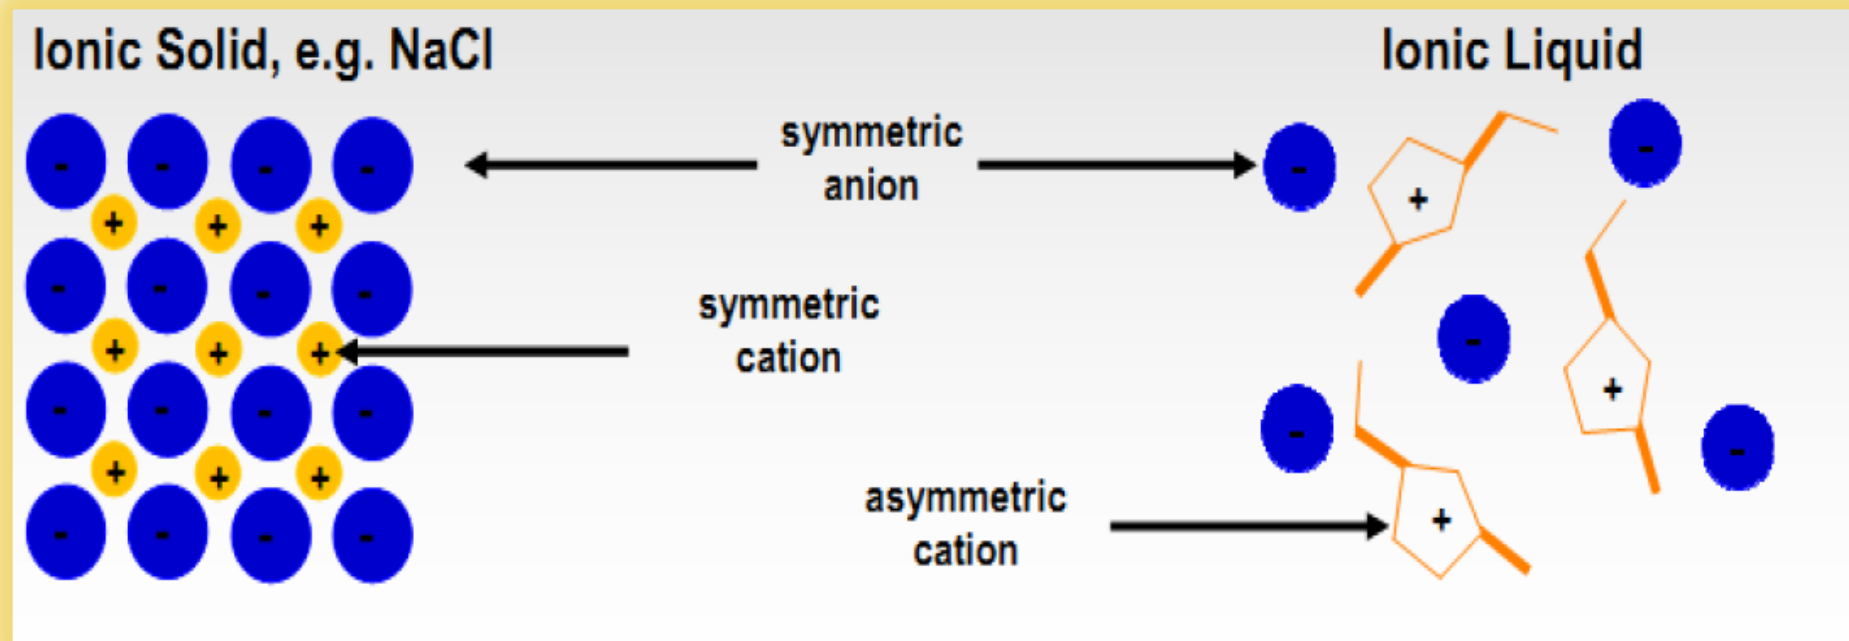 Ionic Solid, e.g. NaCl
Ionic Liquid
symmetric
anion
symmetric
cation
asymmetric
cation
- - - -
+ + +
- - - -
+ + +
- - - -
+ + +
- - - -
- + -
- +
- + -